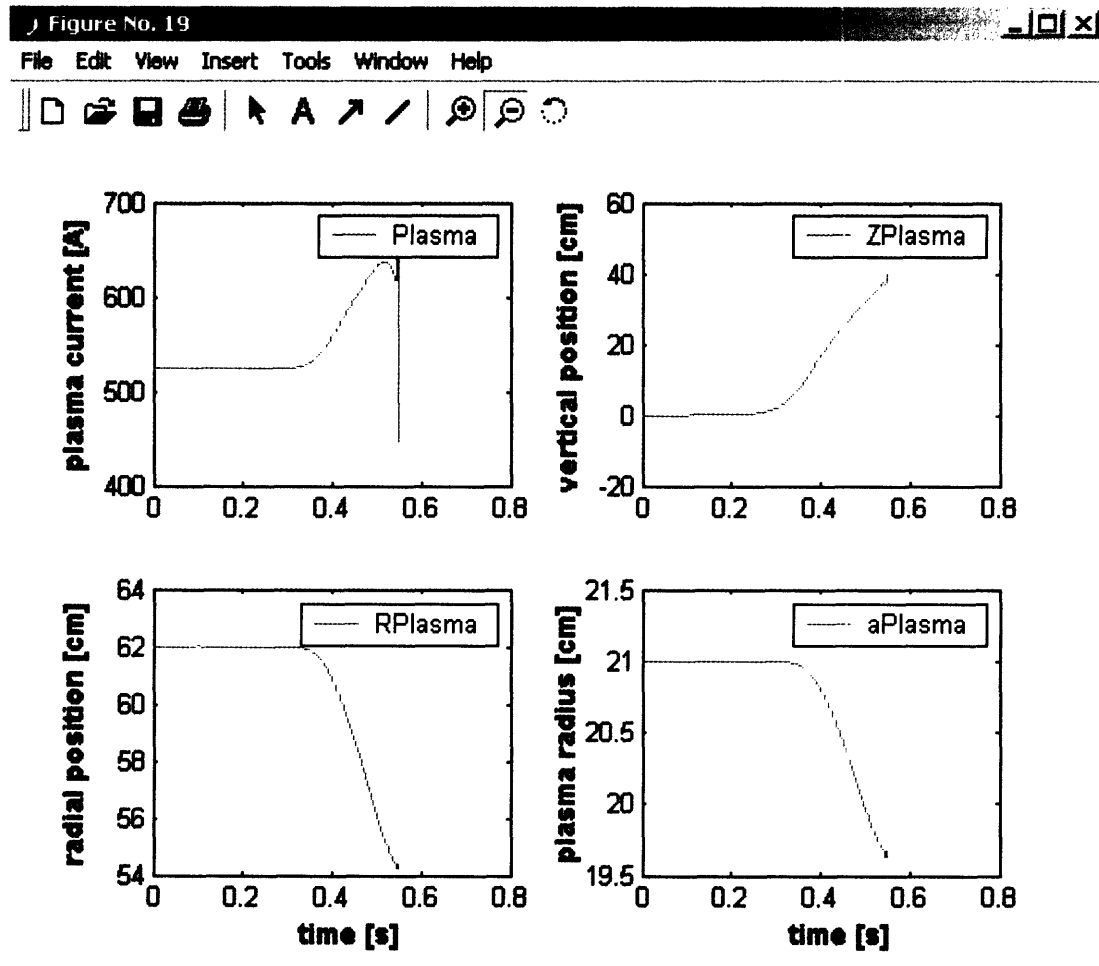 Figure No. 19
File Edit View Insert Tools Window Help
A
700
600
500
400
plasma current [A]
Plasma
0 0.2 0.4 0.6 0.8
60
40
20
0
-20
vertical position [cm]
ZPlasma
0 0.2 0.4 0.6 0.8
64
62
60
58
56
54
radial position [cm]
RPlasma
0 0.2 0.4 0.6 0.8
time [s]
21.5
21
20.5
20
19.5
plasma radius [cm]
aPlasma
0 0.2 0.4 0.6 0.8
time [s]